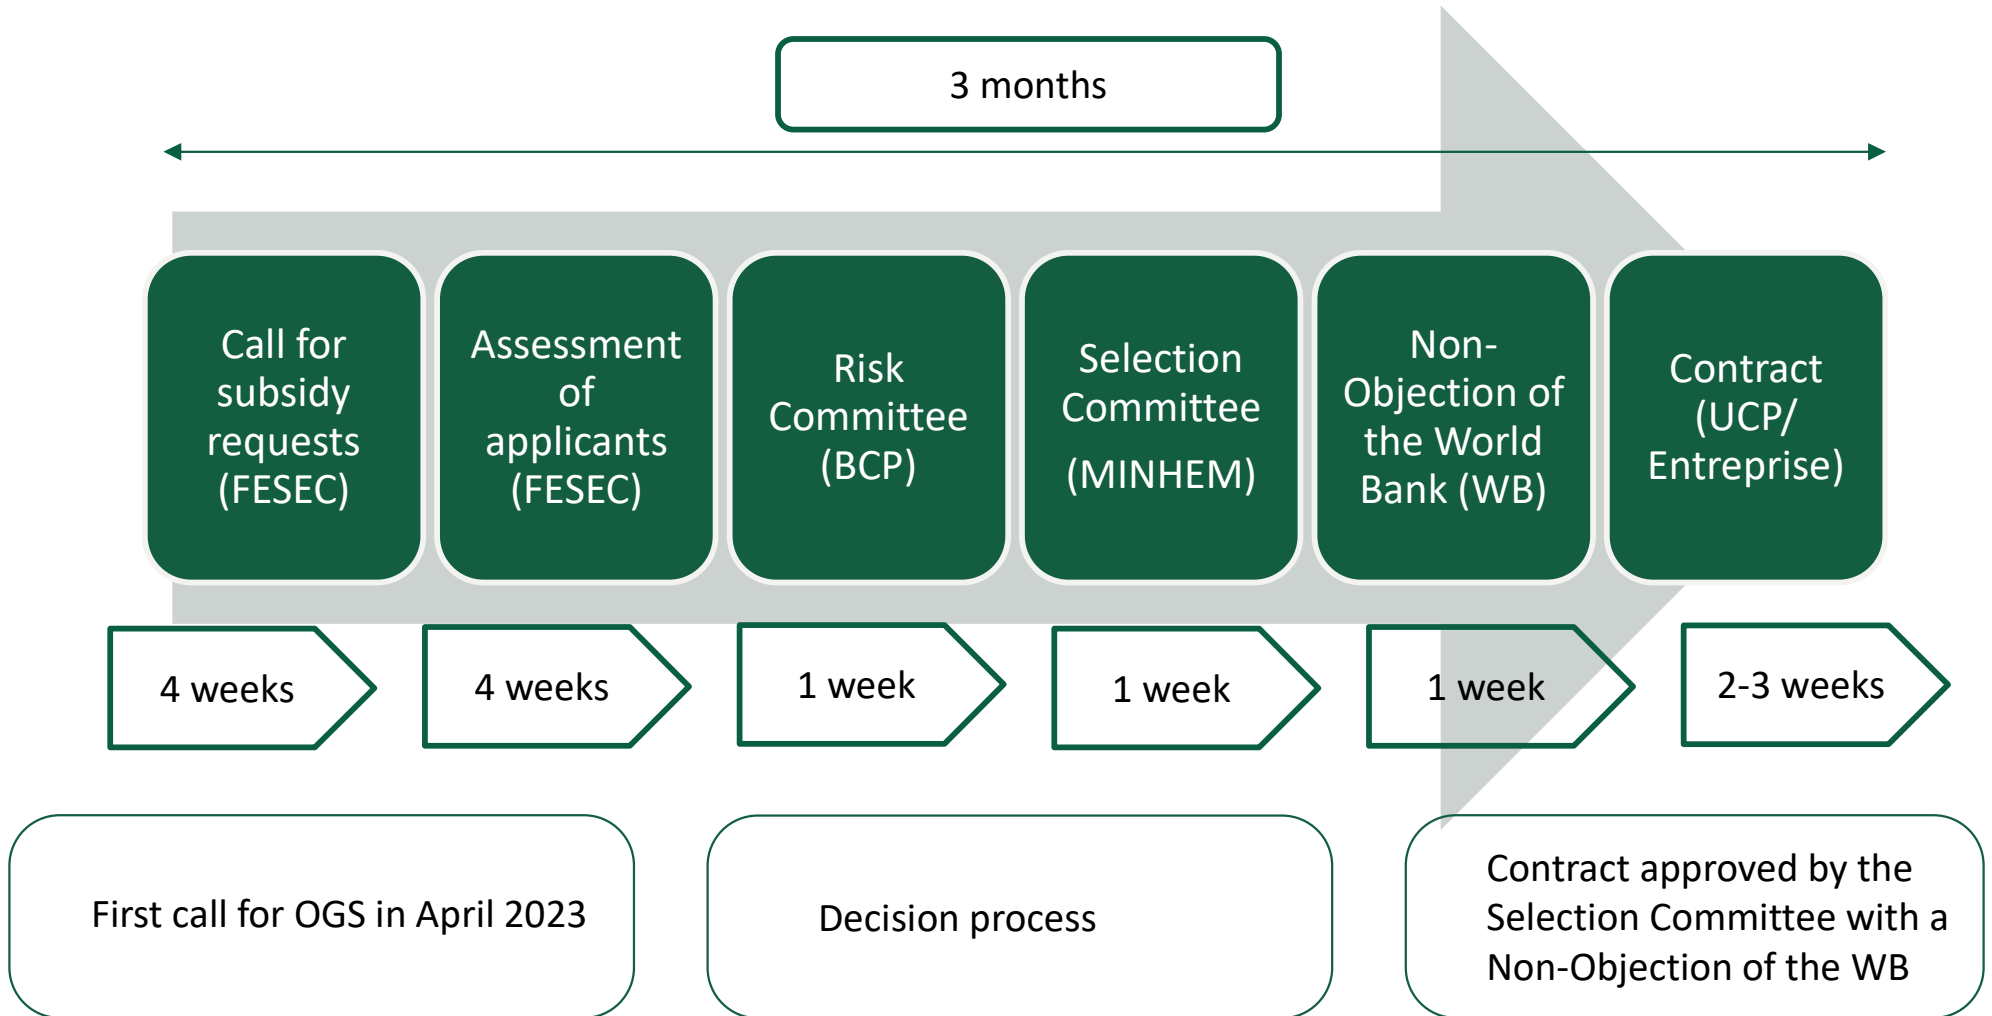 3 months
Call for
subsidy
requests
(FESEC)
Assessment
of
applicants
(FESEC)
Risk
Committee
(BCP)
Selection
Committee
(MINHEM)
Non-
Objection of
the World
Bank (WB)
Contract
(UCP/
Entreprise)
4 weeks
4 weeks
1 week
1 week
1 week
2-3 weeks
First call for OGS in April 2023
Decision process
Contract approved by the
Selection Committee with a
Non-Objection of the WB